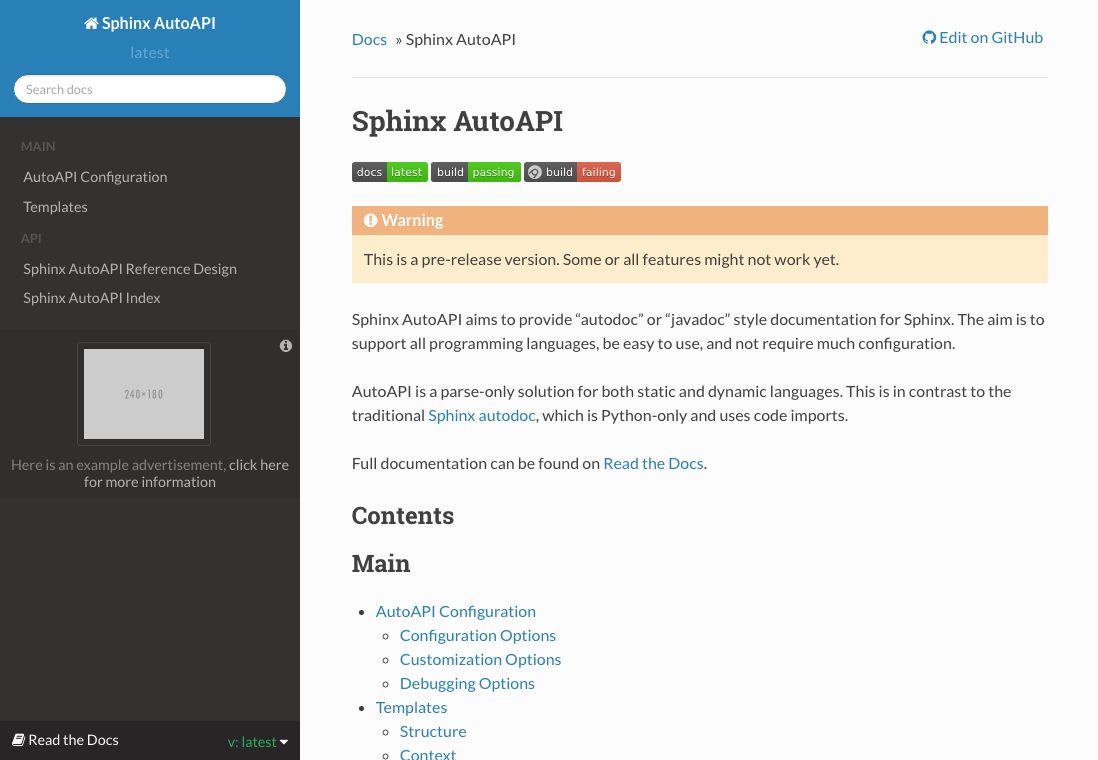 Sphinx AutoAPI
latest
Search docs
MAIN
AutoAPI Configuration
Templates
API
Sphinx AutoAPI Reference Design
Sphinx AutoAPI Index
240×180
Here is an example advertisement, click here
for more information
Read the Docs
v: latest
Docs » Sphinx AutoAPI
Edit on GitHub
Sphinx AutoAPI
docs latest build passing build failing
Warning
This is a pre-release version. Some or all features might not work yet.
Sphinx AutoAPI aims to provide “autodoc” or “javadoc” style documentation for Sphinx. The aim is to
support all programming languages, be easy to use, and not require much configuration.
AutoAPI is a parse-only solution for both static and dynamic languages. This is in contrast to the
traditional Sphinx autodoc, which is Python-only and uses code imports.
Full documentation can be found on Read the Docs.
Contents
Main
AutoAPI Configuration
Configuration Options
Customization Options
Debugging Options
Templates
Structure
Context